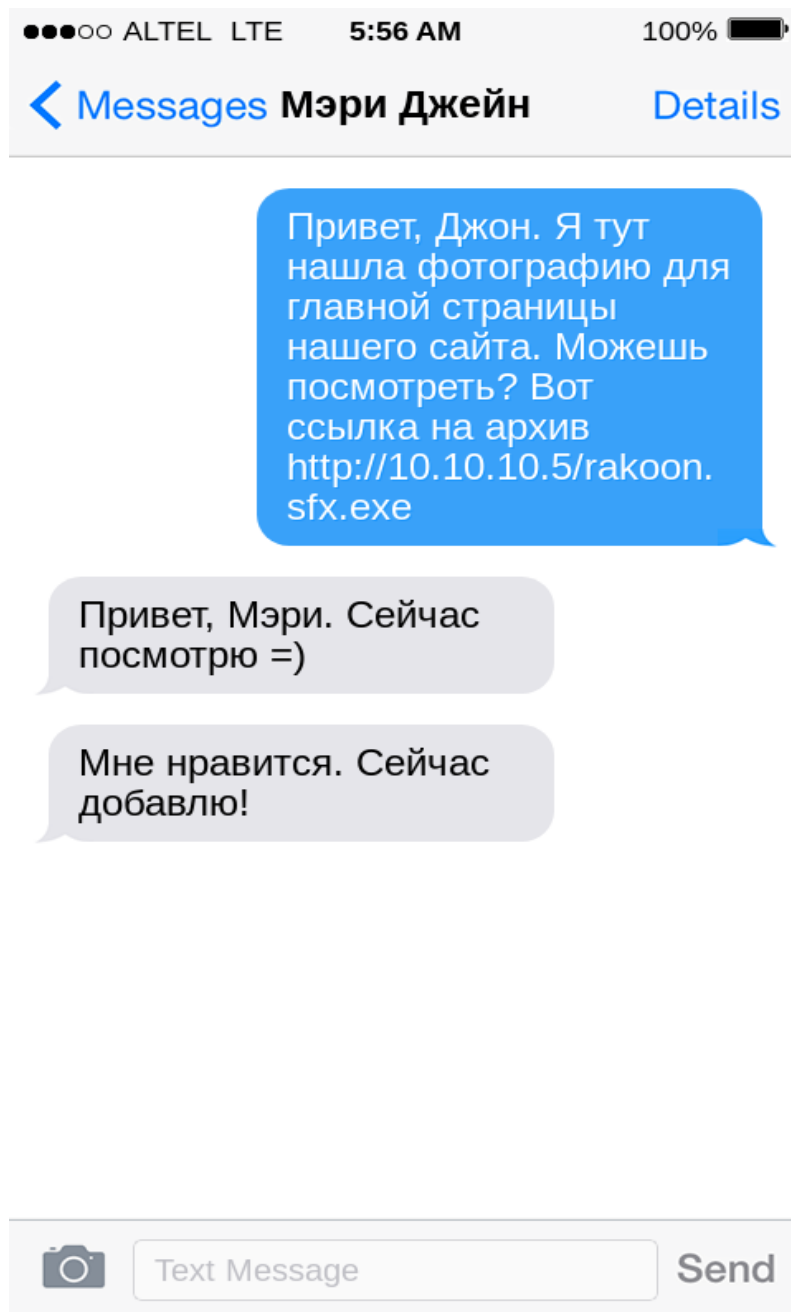 ALTEL LTE 5:56 AM 100%
Messages Мэри Джейн Details
Привет, Джон. Я тут
нашла фотографию для
главной страницы
нашего сайта. Можешь
посмотреть? Вот
ссылка на архив
http://10.10.10.5/rakoon.
sfx.exe
Привет, Мэри. Сейчас
посмотрю =)
Мне нравится. Сейчас
добавлю!
Text Message Send